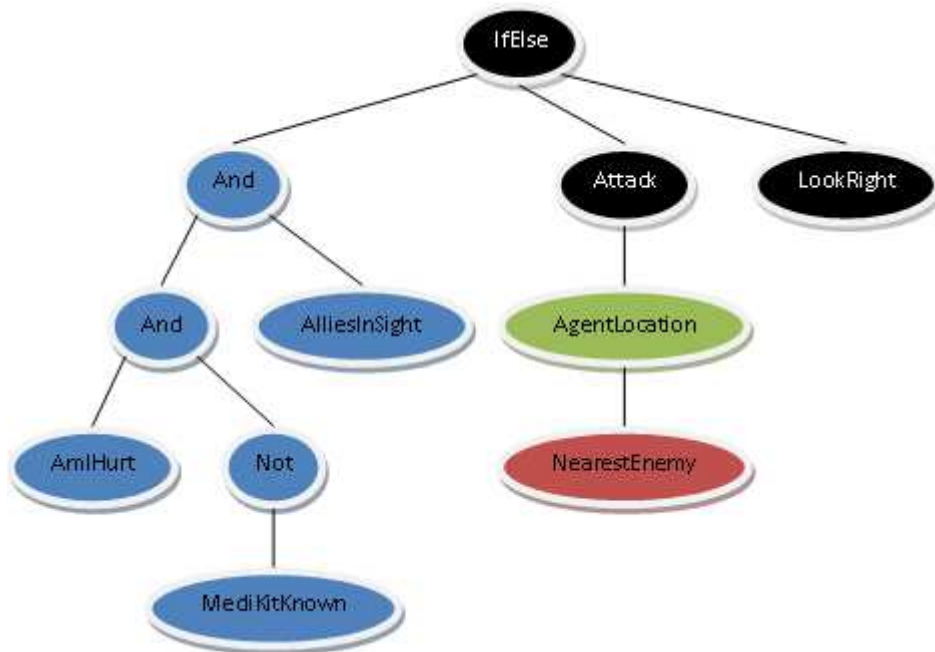 IfElse
And
Attack
LookRight
And
AlliesInSight
AgentLocation
AmIHurt
Not
NearestEnemy
MediKitKnown